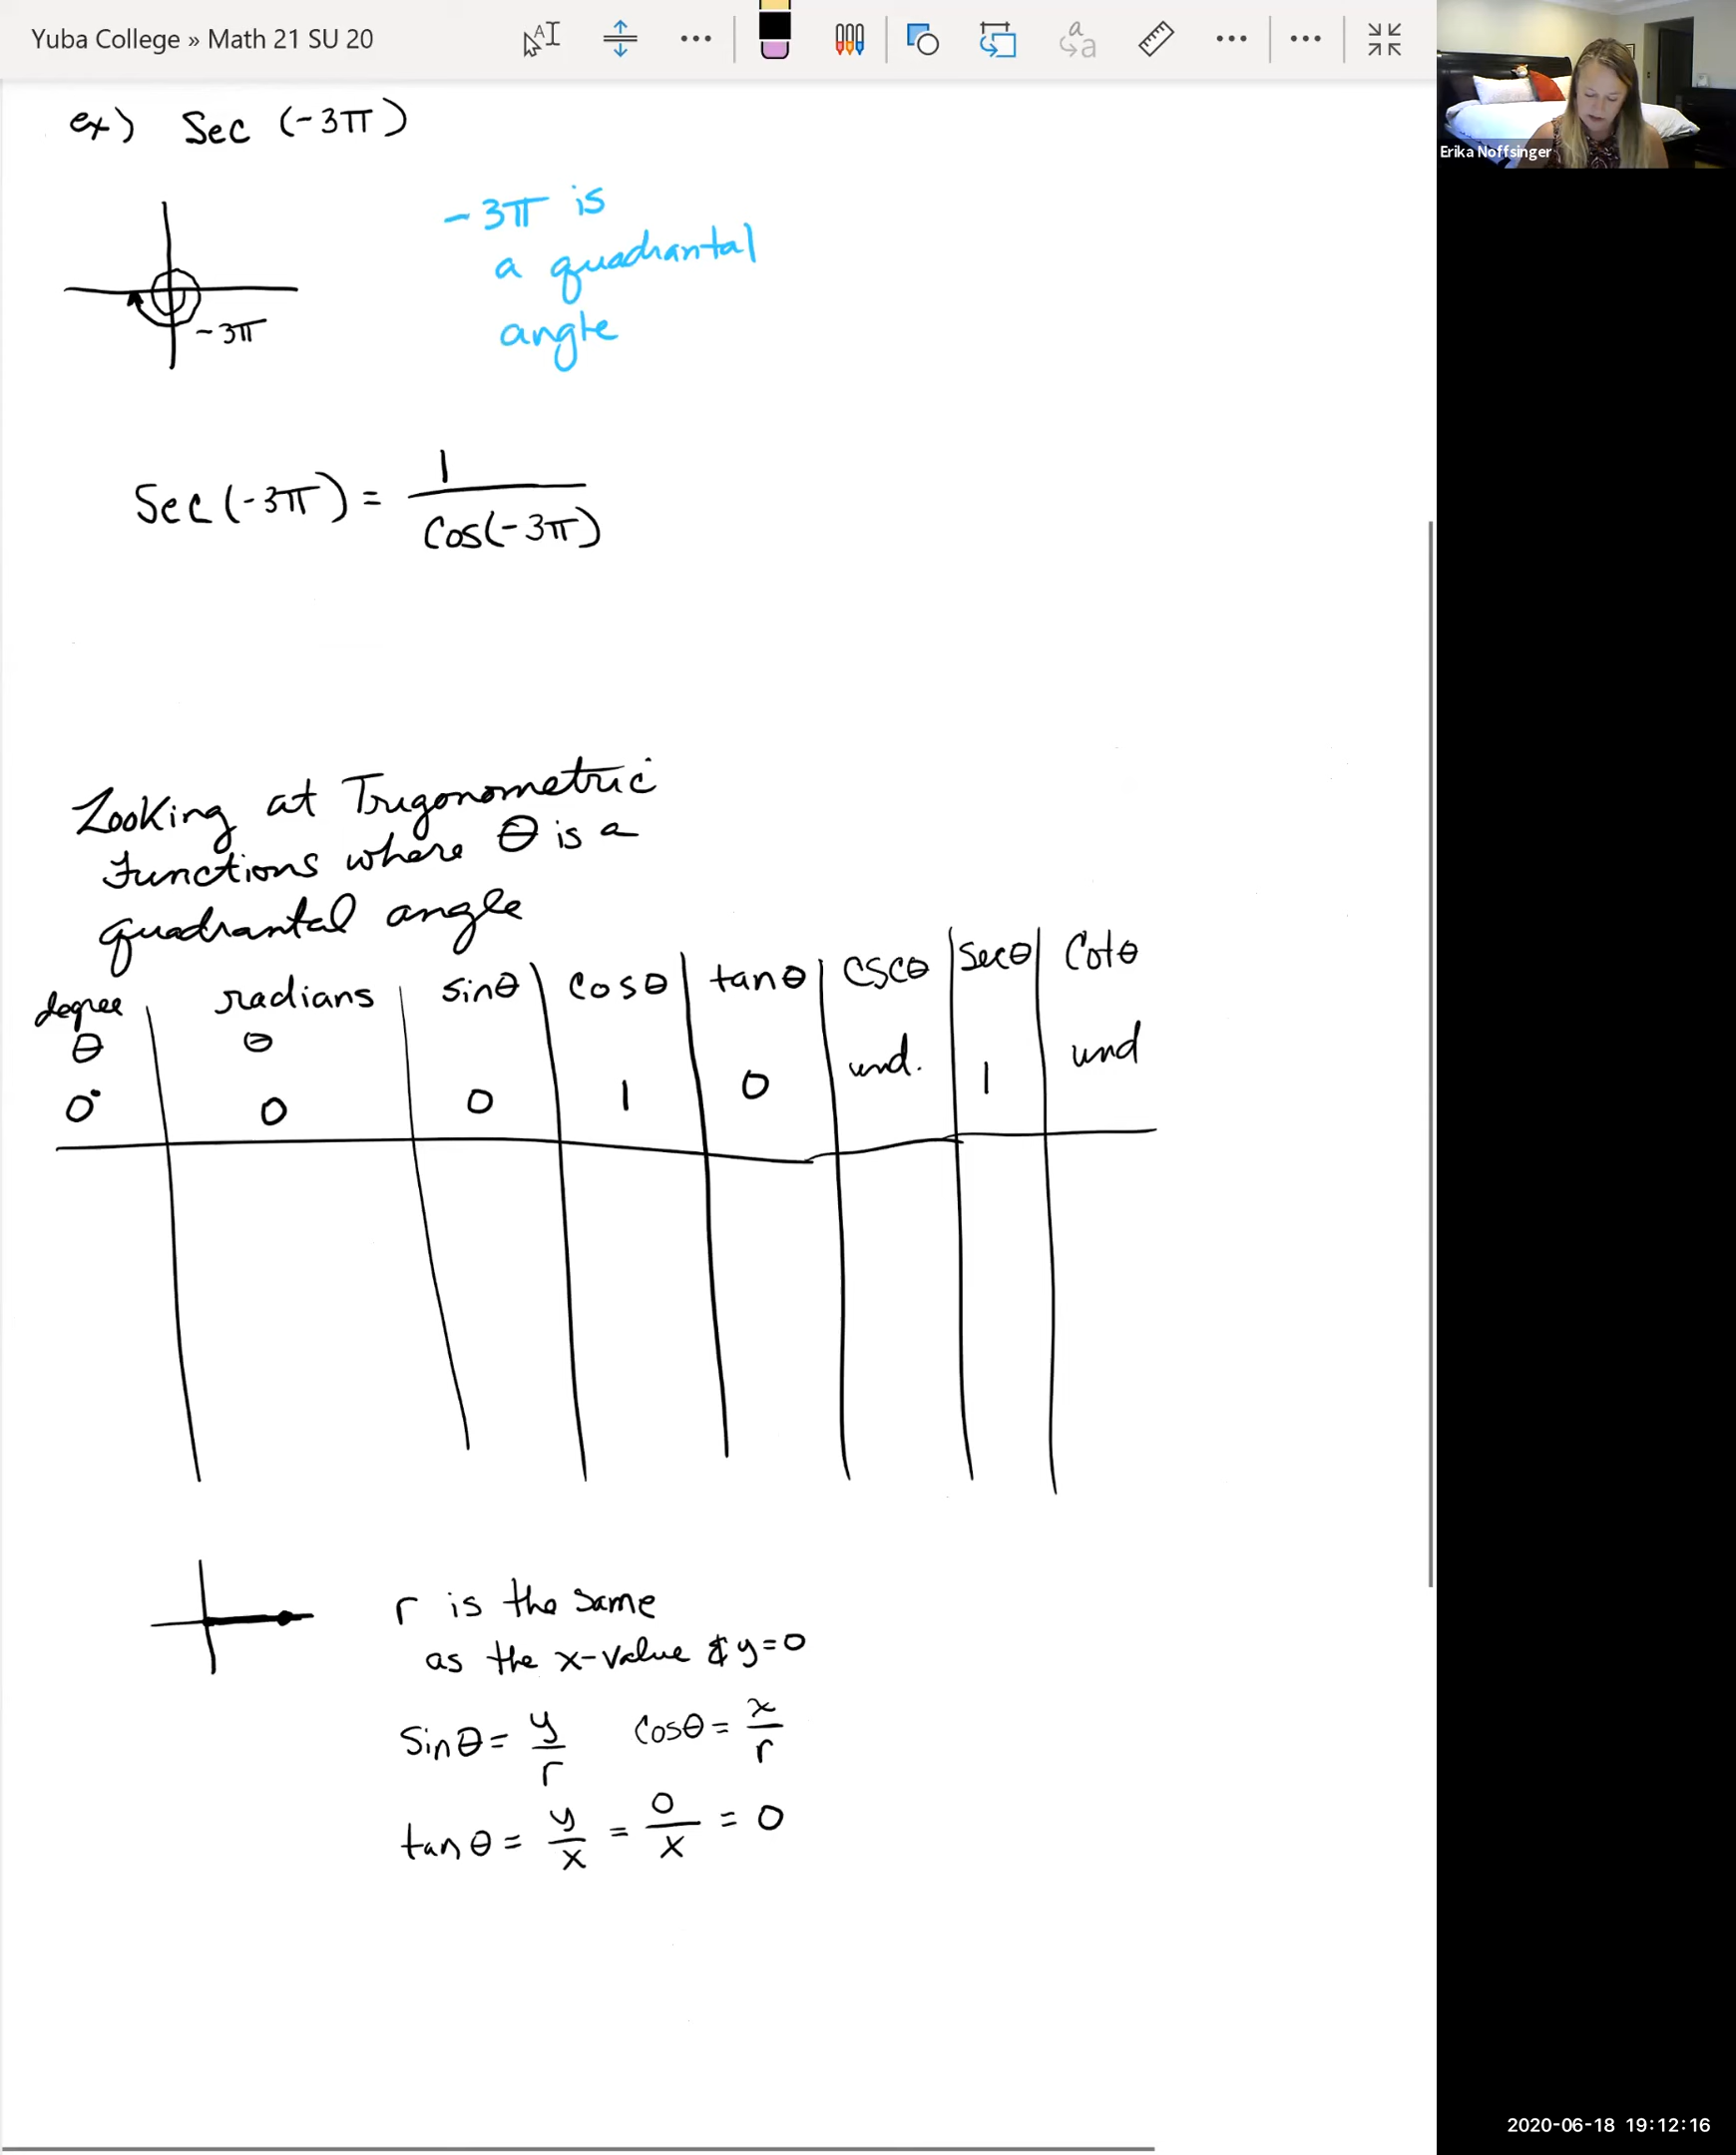 Yuba College » Math 21 SU 20
Erika Noffsinger
ex) Sec (-3π)
-3π is
a quadrantal
angle
-3π
Sec(-3π) = 1/Cos(-3π)
Looking at Trigonometric
functions where θ is a
quadrantal angle
degree θ radians θ sinθ cosθ tanθ cscθ secθ cotθ
0° 0 0 1 0 und. 1 und
r is the same
as the x-value & y=0
Sinθ = y/r Cosθ = x/r
tanθ = y/x = 0/x = 0
2020-06-18 19:12:16